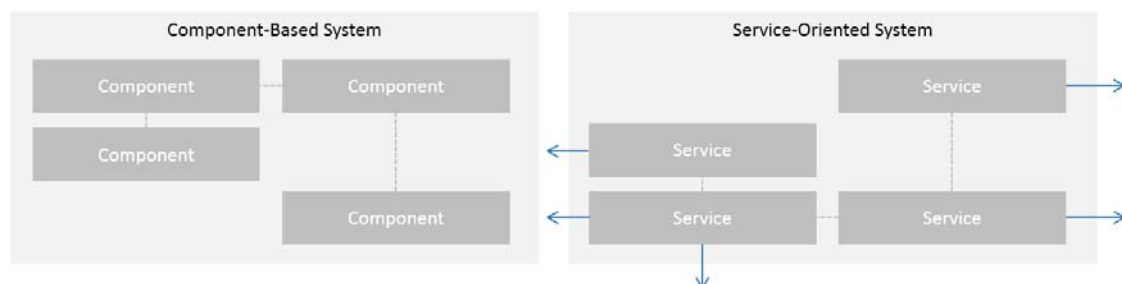 Component-Based System
Component
Component
Component
Component
Service-Oriented System
Service
Service
Service
Service